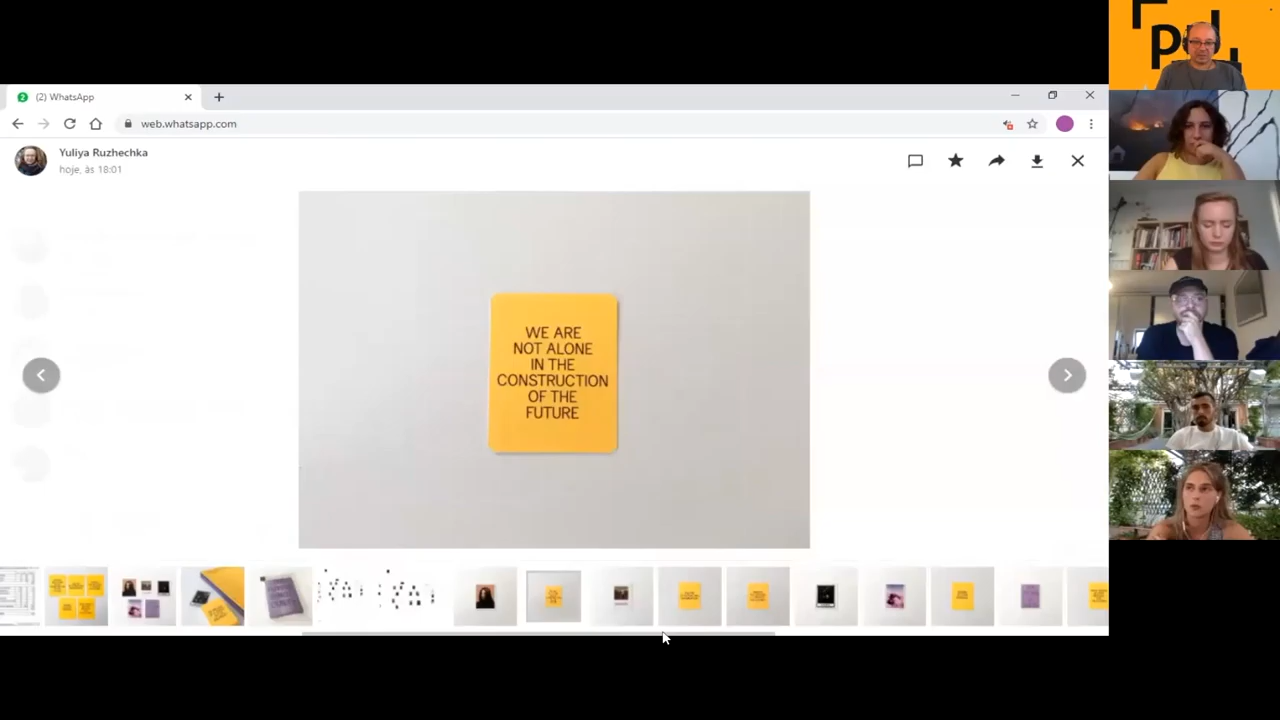 (2) WhatsApp
web.whatsapp.com
Yuliya Ruzhechka
hoje, às 18:01
WE ARE
NOT ALONE
IN THE
CONSTRUCTION
OF THE
FUTURE